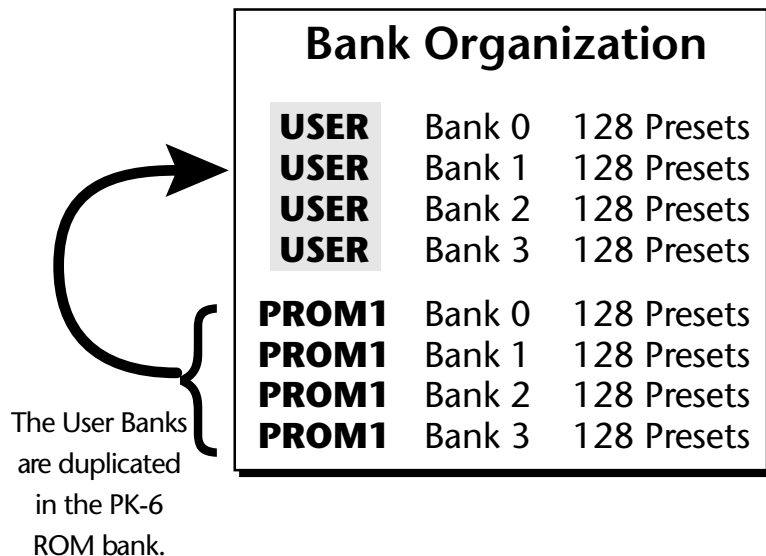 Bank Organization
USER Bank 0 128 Presets
USER Bank 1 128 Presets
USER Bank 2 128 Presets
USER Bank 3 128 Presets
PROM1 Bank 0 128 Presets
PROM1 Bank 1 128 Presets
PROM1 Bank 2 128 Presets
PROM1 Bank 3 128 Presets
The User Banks
are duplicated
in the PK-6
ROM bank.